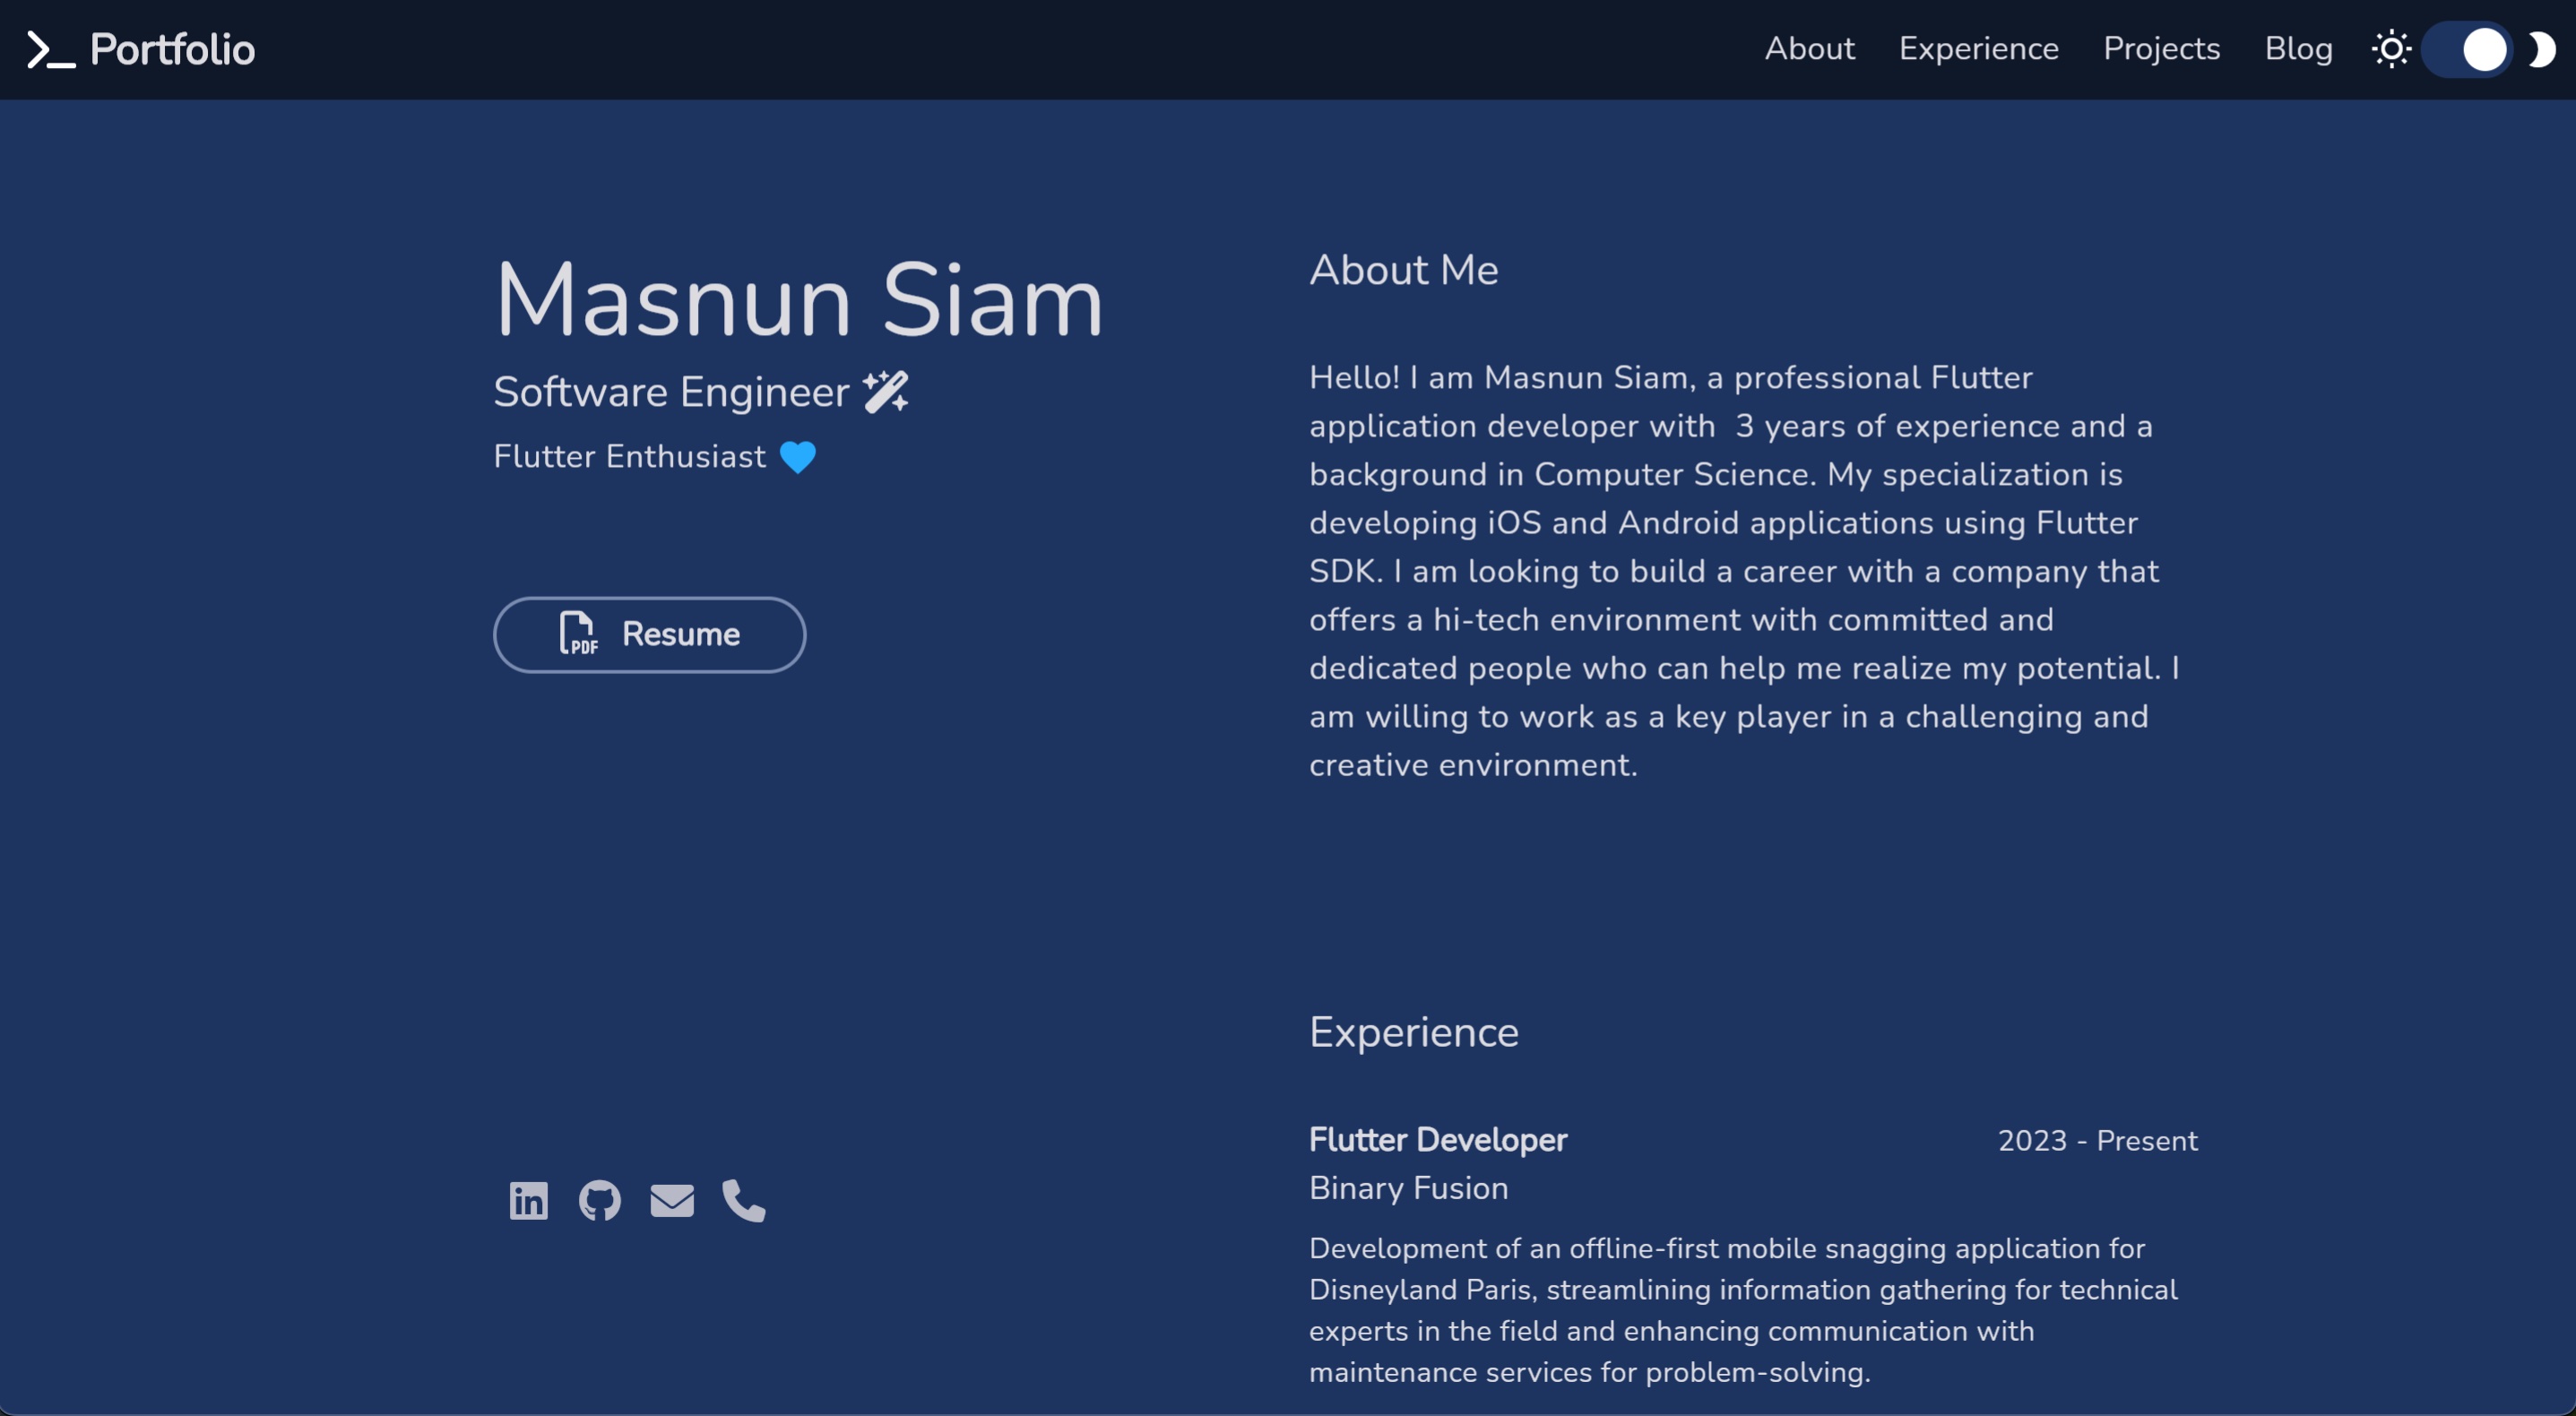 Portfolio
About
Experience
Projects
Blog
Masnun Siam
Software Engineer
Flutter Enthusiast
PDF
Resume
in
About Me
Hello! I am Masnun Siam, a professional Flutter
application developer with  3 years of experience and a
background in Computer Science. My specialization is
developing iOS and Android applications using Flutter
SDK. I am looking to build a career with a company that
offers a hi-tech environment with committed and
dedicated people who can help me realize my potential. I
am willing to work as a key player in a challenging and
creative environment.
Experience
Flutter Developer
2023 - Present
Binary Fusion
Development of an offline-first mobile snagging application for
Disneyland Paris, streamlining information gathering for technical
experts in the field and enhancing communication with
maintenance services for problem-solving.